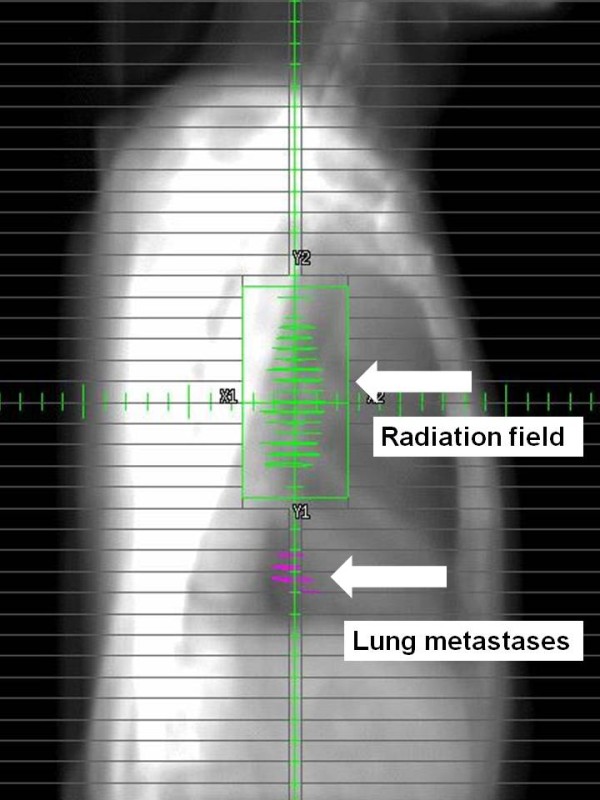 Y2
X1
X2
Radiation field
Y1
Lung metastases